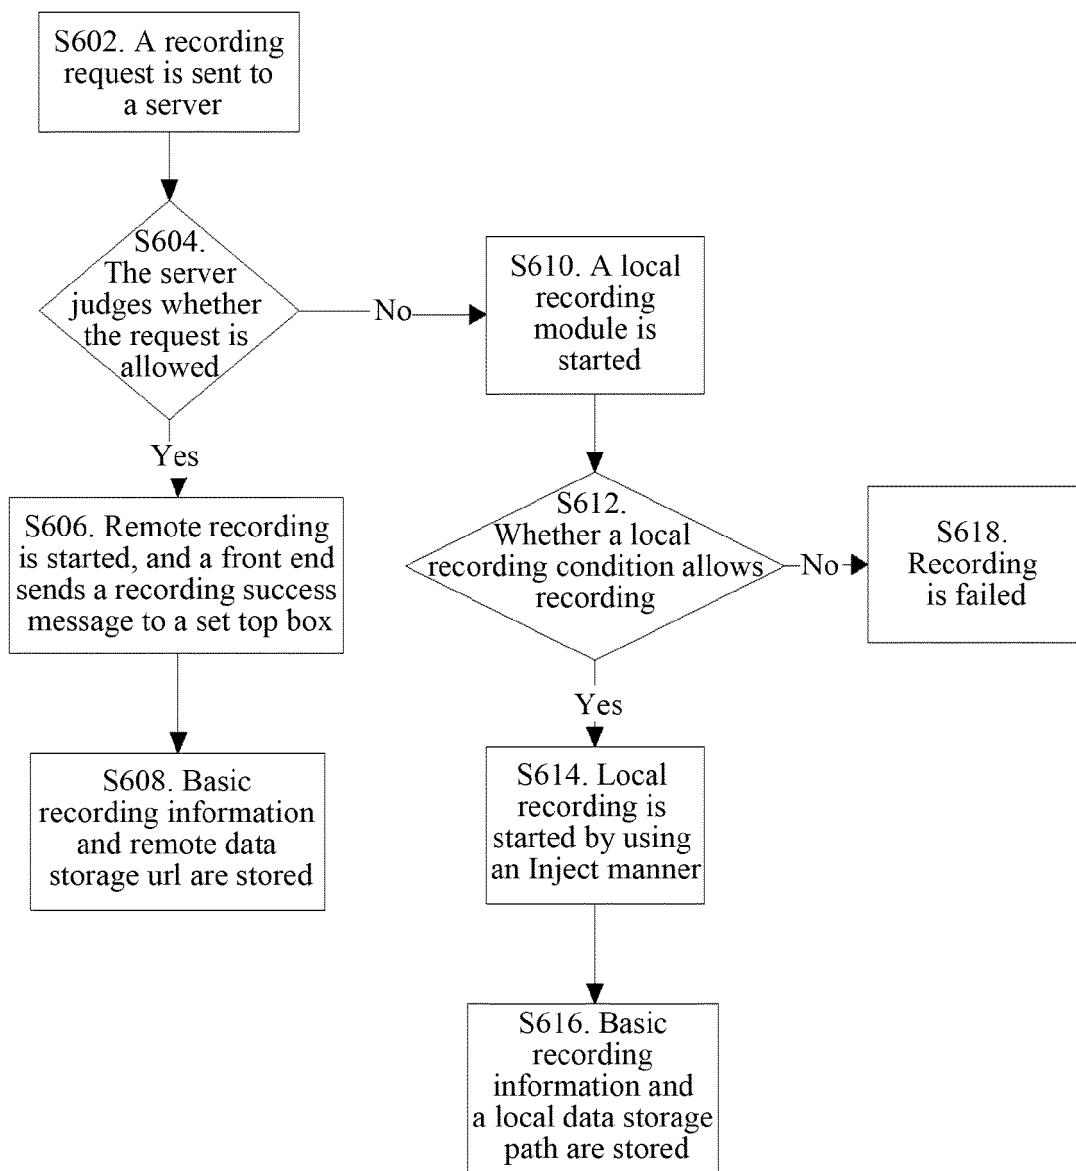 S602. A recording
request is sent to
a server
S604.
The server
judges whether
the request is
allowed
No
S610. A local
recording
module is
started
Yes
S606. Remote recording
is started, and a front end
sends a recording success
message to a set top box
S612.
Whether a local
recording condition allows
recording
No
S618.
Recording
is failed
Yes
S608. Basic
recording information
and remote data
storage url are stored
S614. Local
recording is
started by using
an Inject manner
S616. Basic
recording
information and
a local data storage
path are stored